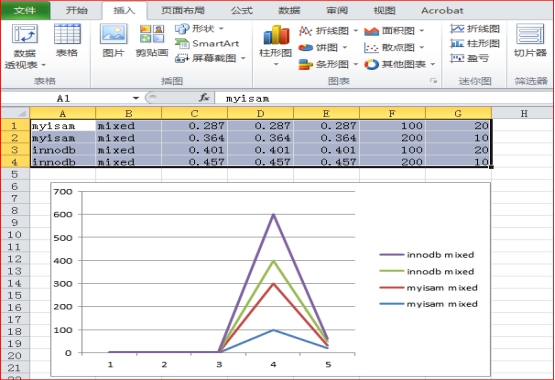 文件 开始 插入 页面布局 公式 数据 审阅 视图 Acrobat
数据透视表 表格 图片 剪贴画 形状 SmartArt 屏幕截图 柱形图 折线图 饼图 条形图 面积图 散点图 其他图表 折线图 柱形图 盈亏 切片器
表格 插图 图表 迷你图 筛选器
A1 fx myisam
A B C D E F G H
1 myisam mixed 0.287 0.287 0.287 100 20
2 myisam mixed 0.364 0.364 0.364 200 10
3 innodb mixed 0.401 0.401 0.401 100 20
4 innodb mixed 0.457 0.457 0.457 200 10
5
6
7
8
9
10
11
12
13
14
15
16
17
18
19
20
21
700
600
500
400
300
200
100
0
1 2 3 4 5
innodb mixed
innodb mixed
myisam mixed
myisam mixed